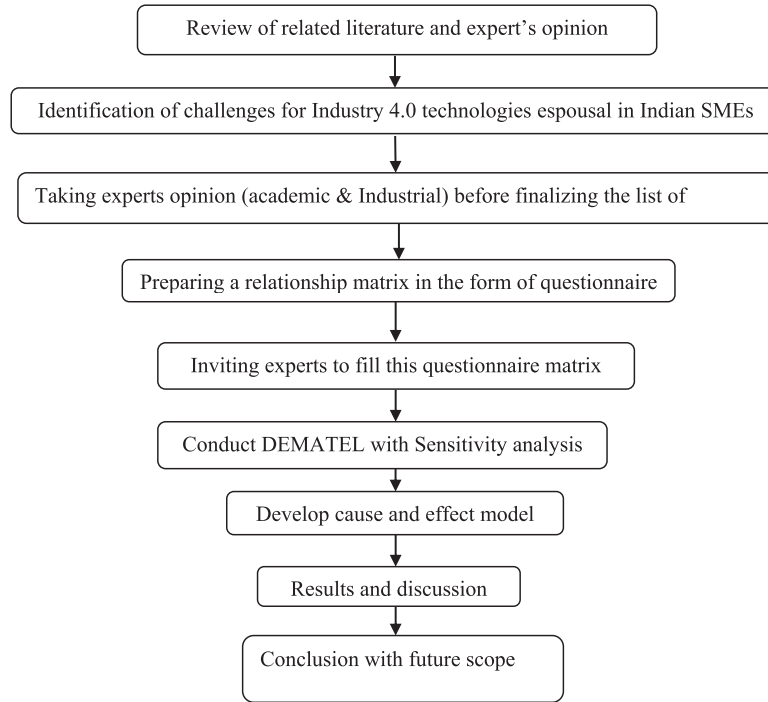 Review of related literature and expert’s opinion
Identification of challenges for Industry 4.0 technologies espousal in Indian SMEs
Taking experts opinion (academic & Industrial) before finalizing the list of
Preparing a relationship matrix in the form of questionnaire
Inviting experts to fill this questionnaire matrix
Conduct DEMATEL with Sensitivity analysis
Develop cause and effect model
Results and discussion
Conclusion with future scope